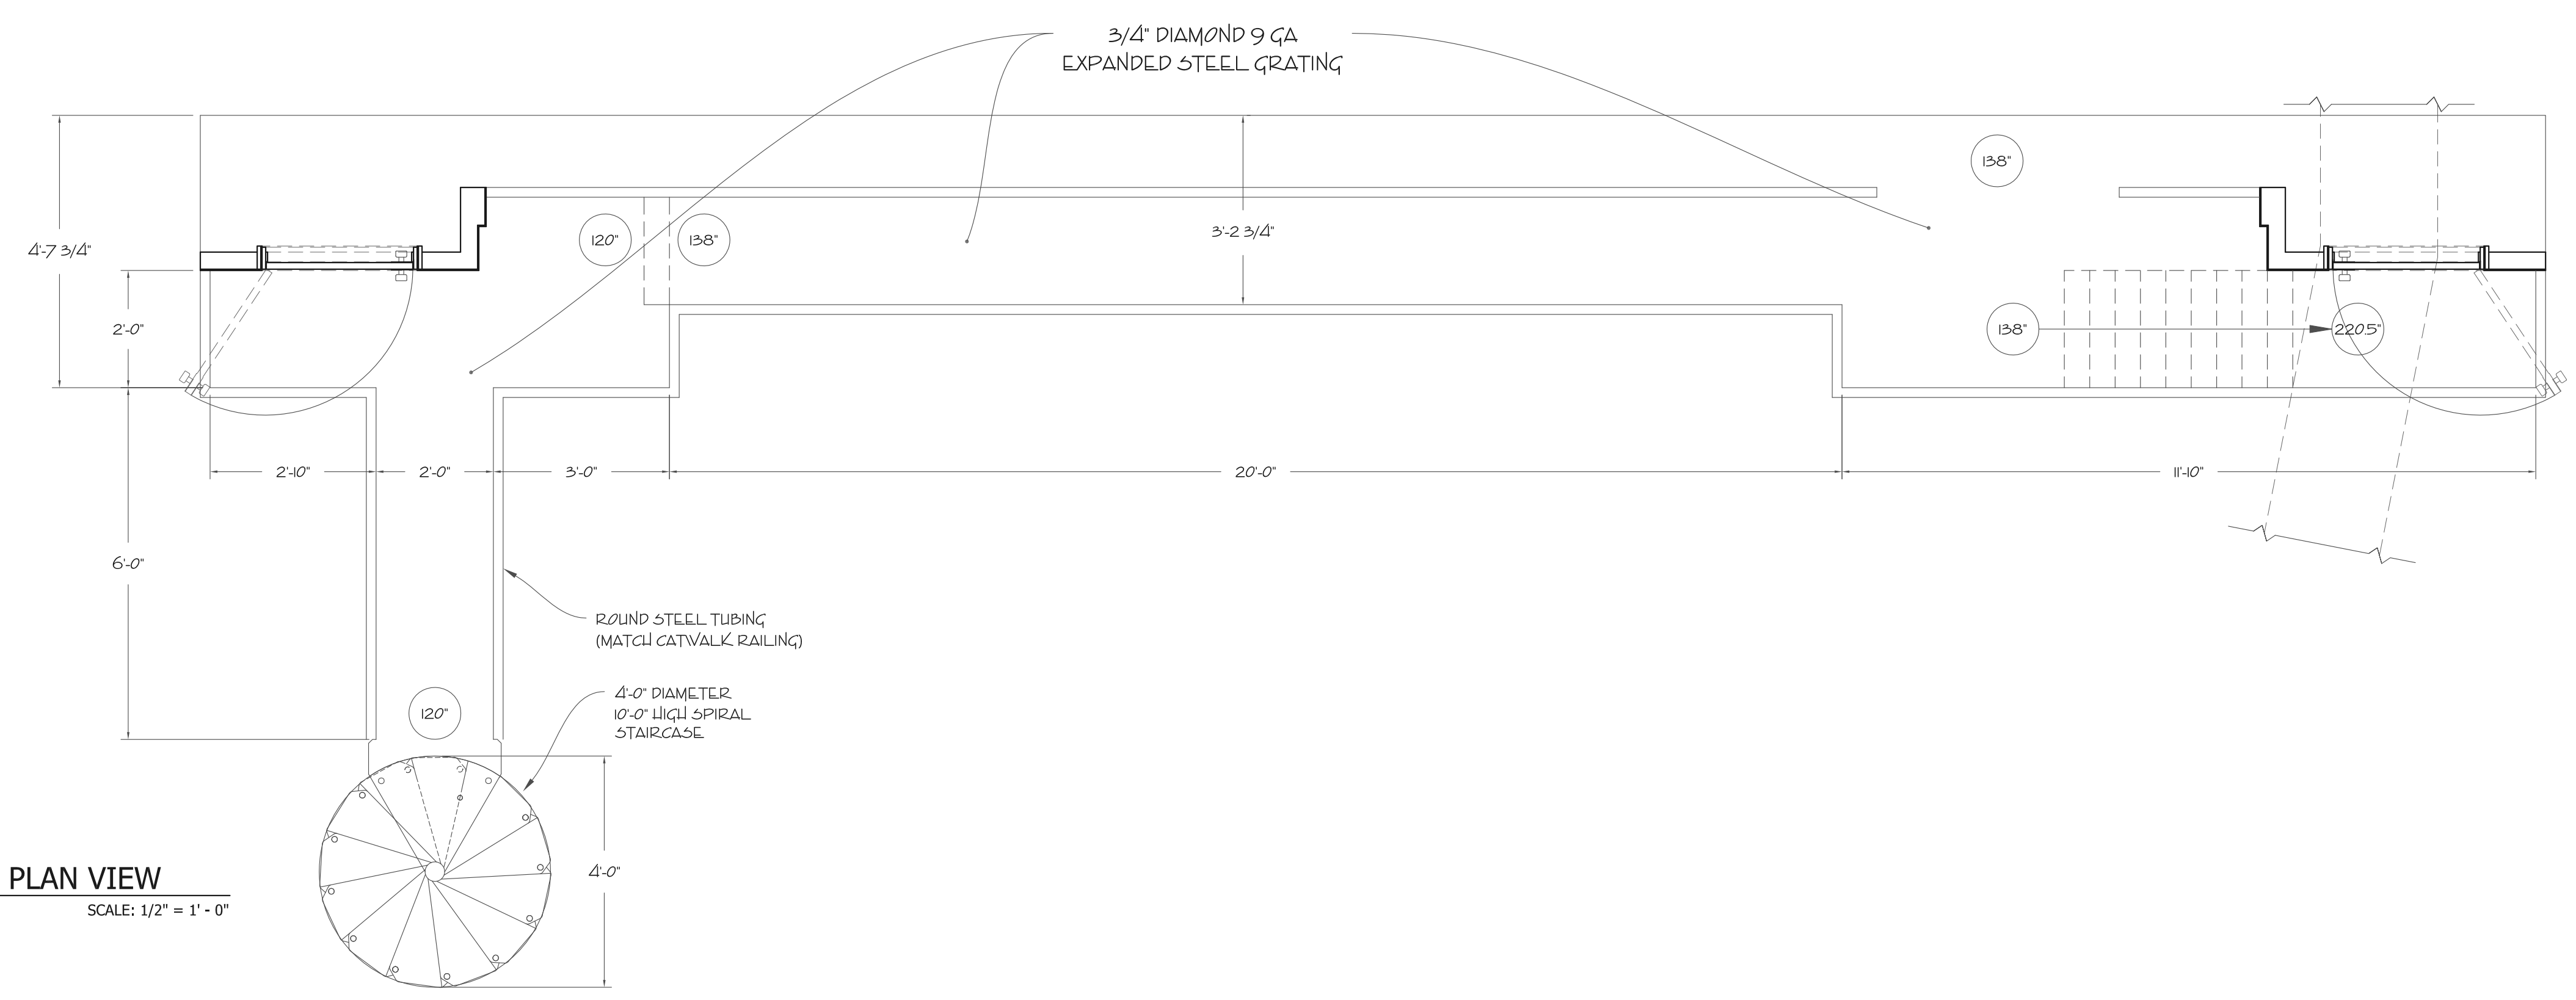 3/4" DIAMOND 9 GA
EXPANDED STEEL GRATING
138"
120"
138"
3'-2 3/4"
4'-7 3/4"
2'-0"
138"
220.5"
2'-10"
2'-0"
3'-0"
20'-0"
11'-10"
6'-0"
ROUND STEEL TUBING
(MATCH CATWALK RAILING)
4'-0" DIAMETER
10'-0" HIGH SPIRAL
STAIRCASE
120"
4'-0"
PLAN VIEW
SCALE: 1/2" = 1' - 0"